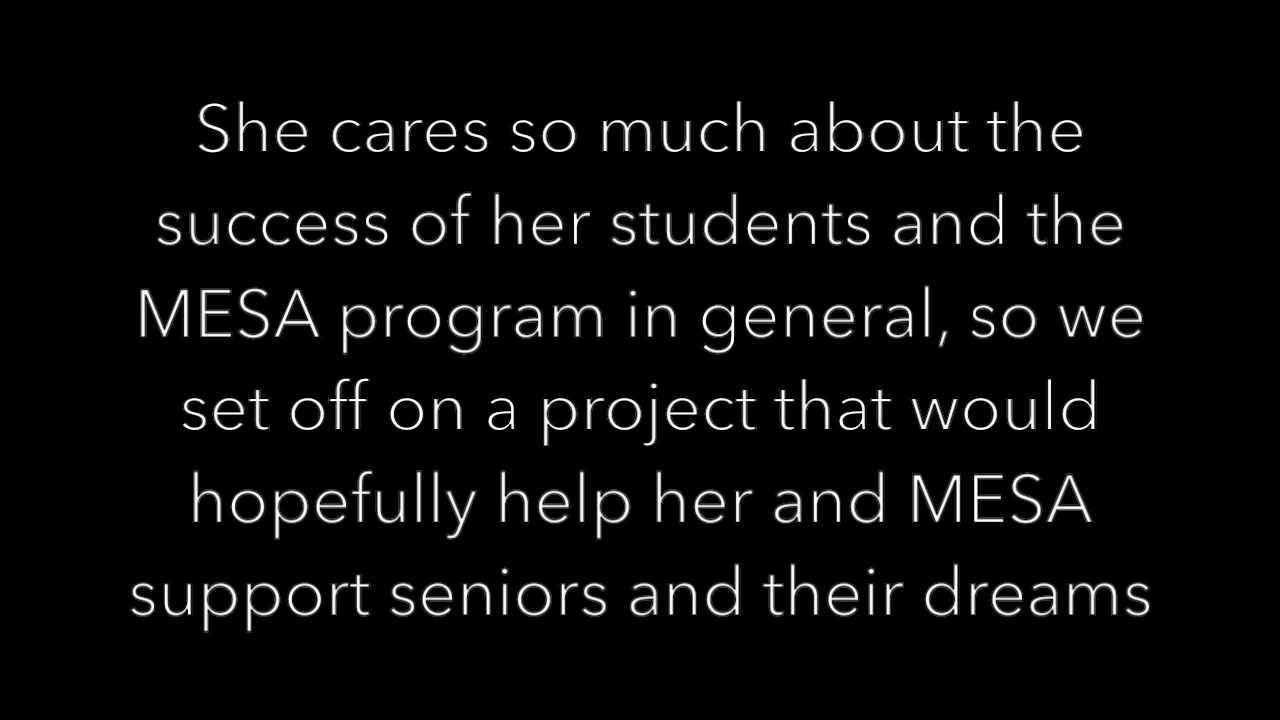 She cares so much about the
success of her students and the
MESA program in general, so we
set off on a project that would
hopefully help her and MESA
support seniors and their dreams